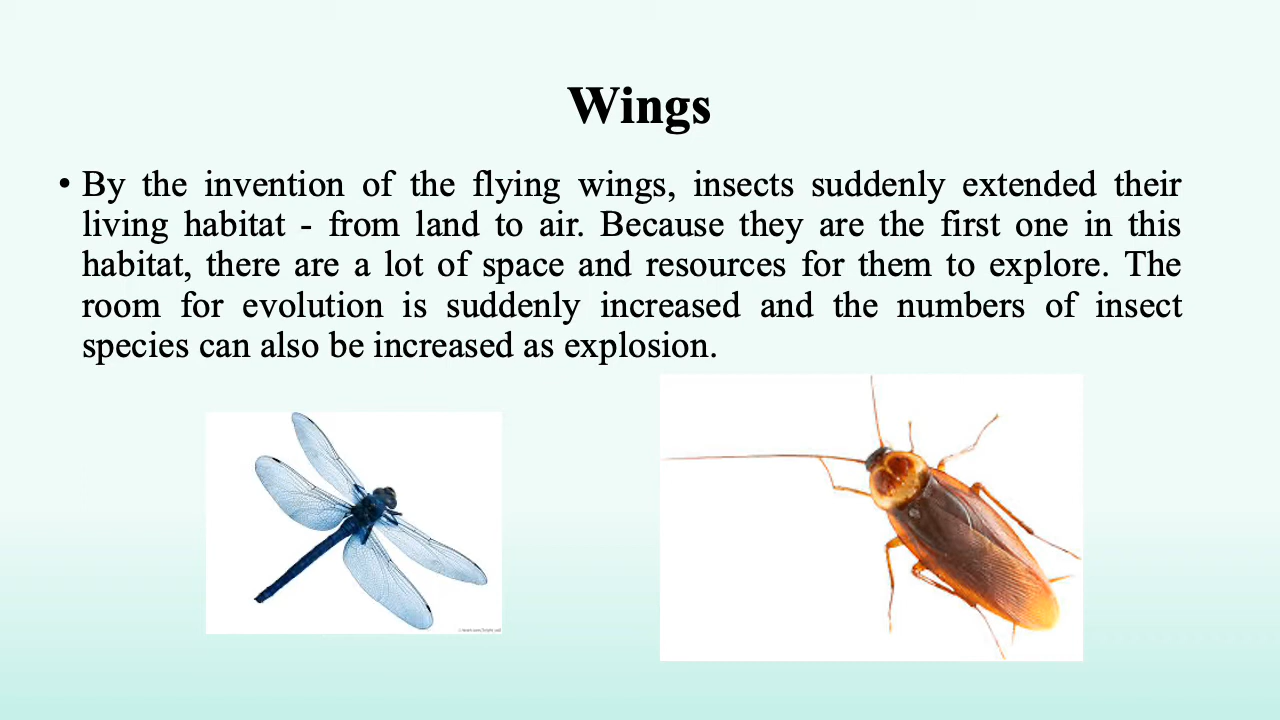 Wings
• By the invention of the flying wings, insects suddenly extended their
living habitat - from land to air. Because they are the first one in this
habitat, there are a lot of space and resources for them to explore. The
room for evolution is suddenly increased and the numbers of insect
species can also be increased as explosion.